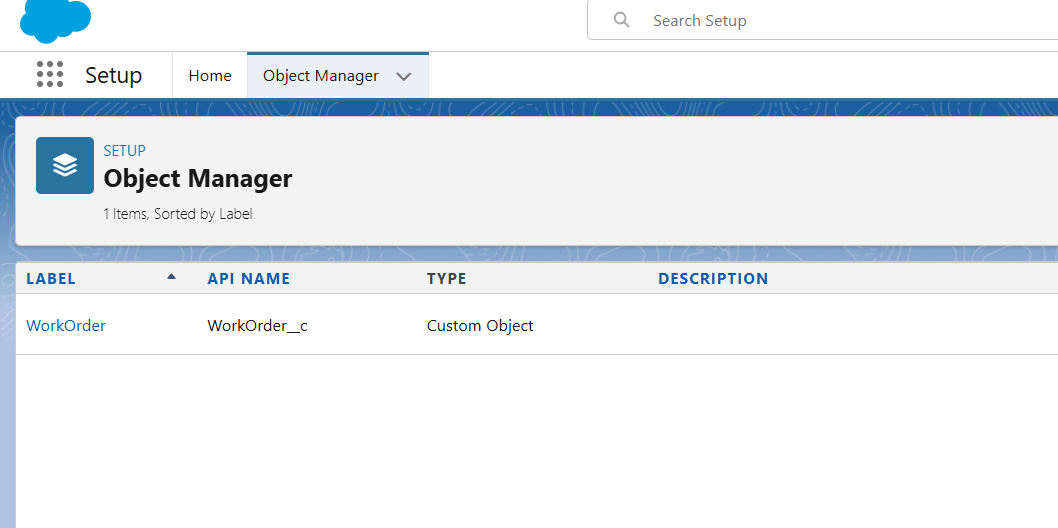 Search Setup
Setup Home Object Manager
SETUP
Object Manager
1 Items, Sorted by Label
LABEL API NAME TYPE DESCRIPTION
WorkOrder WorkOrder__c Custom Object